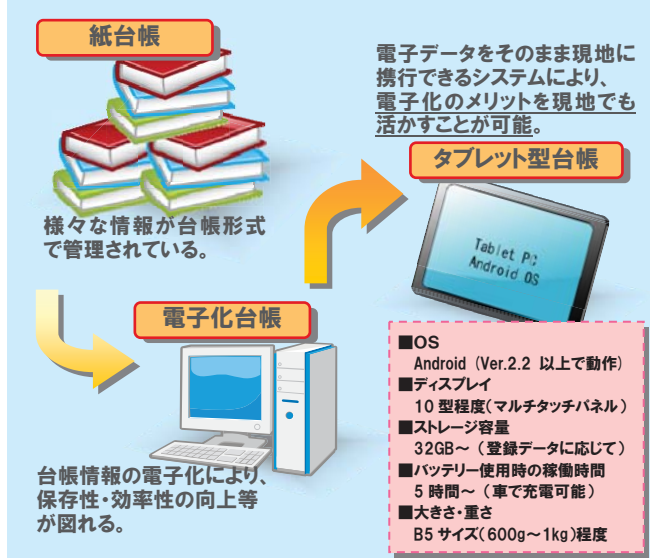 紙台帳
様々な情報が台帳形式
で管理されている。
電子化台帳
台帳情報の電子化により、
保存性・効率性の向上等
が図れる。
電子データをそのまま現地に
携行できるシステムにより、
電子化のメリットを現地でも
活かすことが可能。
タブレット型台帳
Tablet PC
Android OS
■OS
Android (Ver.2.2 以上で動作)
■ディスプレイ
10 型程度(マルチタッチパネル)
■ストレージ容量
32GB～ (登録データに応じて)
■バッテリー使用時の稼働時間
5 時間～ (車で充電可能)
■大きさ・重さ
B5 サイズ(600g～1kg)程度